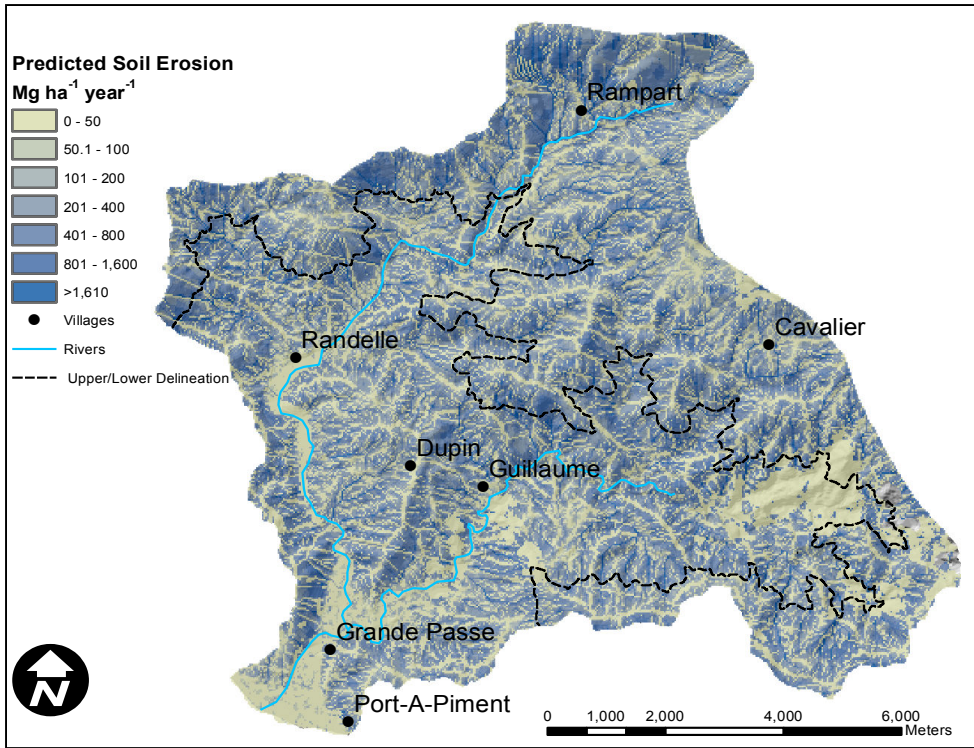 Predicted Soil Erosion
Mg ha⁻¹ year⁻¹
0 - 50
50.1 - 100
101 - 200
201 - 400
401 - 800
801 - 1,600
>1,610
Villages
Rivers
Upper/Lower Delineation
Rampart
Cavalier
Randelle
Dupin
Guillaume
Grande Passe
Port-A-Piment
N
0 1,000 2,000 4,000 6,000
Meters